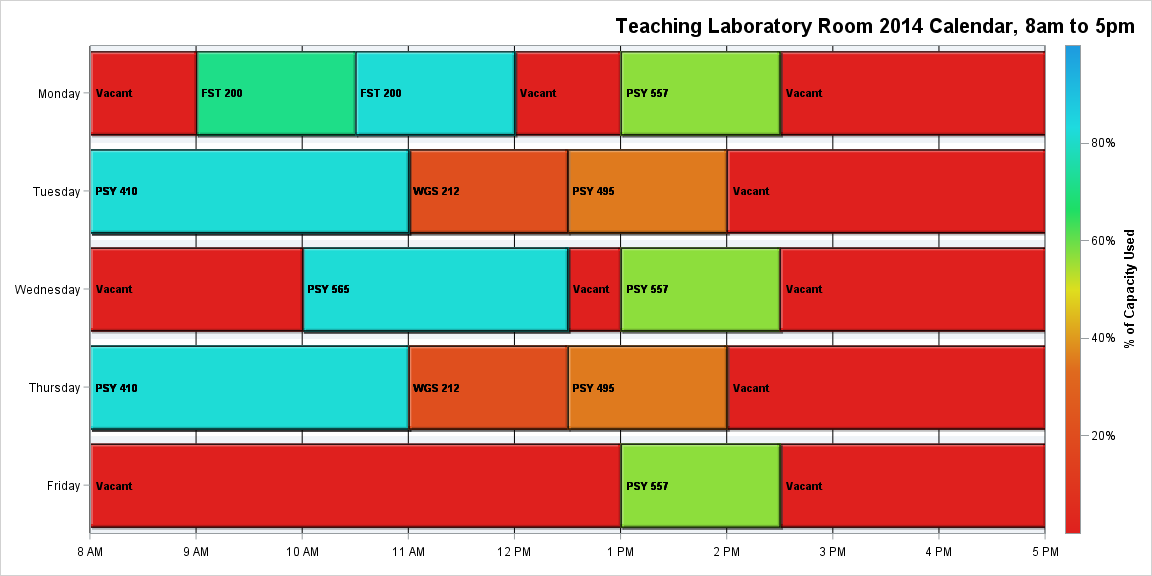 Teaching Laboratory Room 2014 Calendar, 8am to 5pm
Monday
Vacant
FST 200
FST 200
Vacant
PSY 557
Vacant
Tuesday
PSY 410
WGS 212
PSY 495
Vacant
Wednesday
Vacant
PSY 565
Vacant
PSY 557
Vacant
Thursday
PSY 410
WGS 212
PSY 495
Vacant
Friday
Vacant
PSY 557
Vacant
8 AM
9 AM
10 AM
11 AM
12 PM
1 PM
2 PM
3 PM
4 PM
5 PM
80%
60%
40%
20%
% of Capacity Used